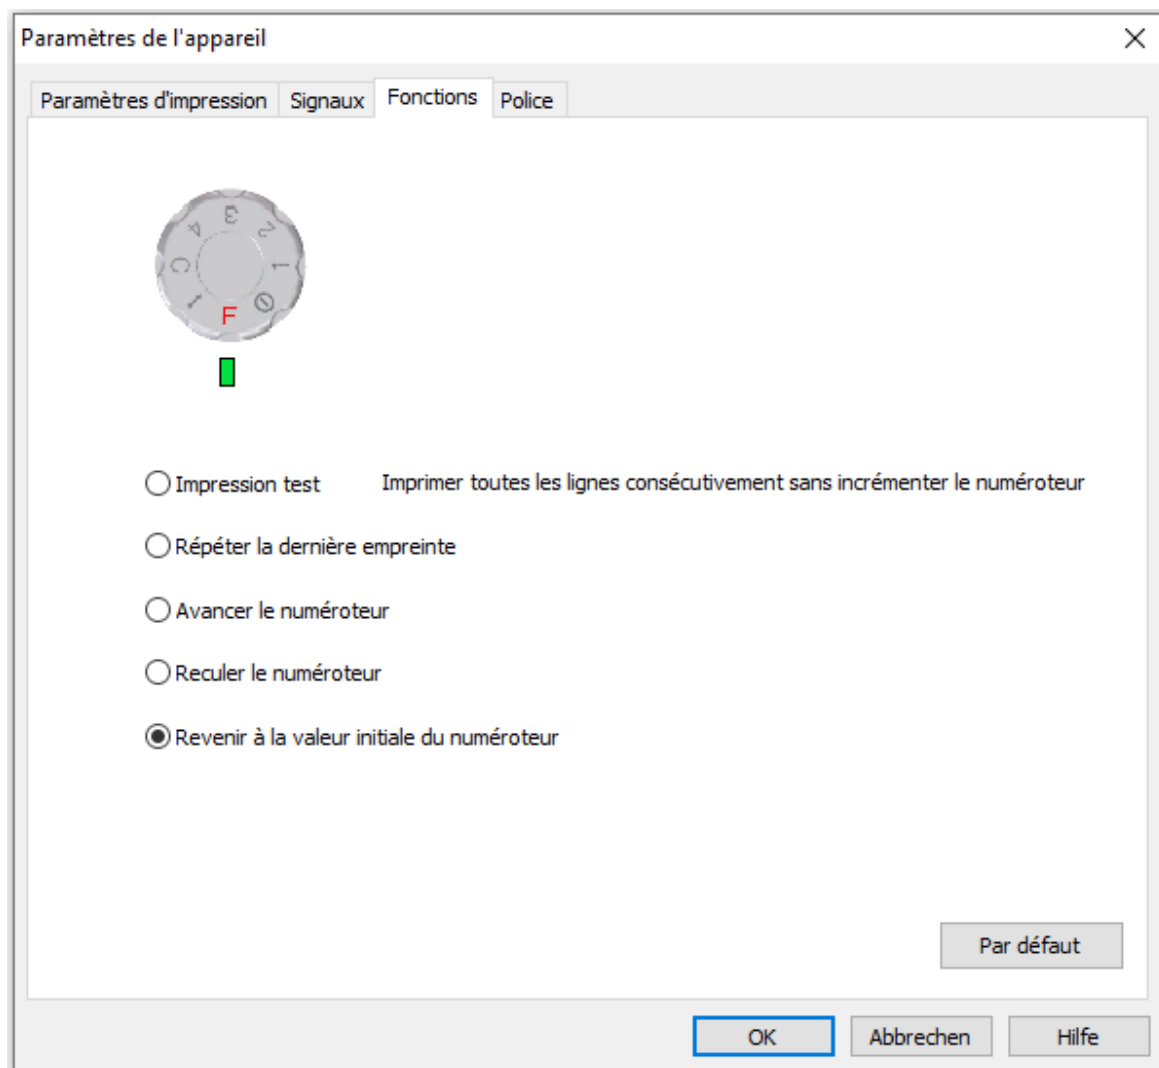 Paramètres de l'appareil
Paramètres d'impression Signaux Fonctions Police
3
4 2
C 1
F
Impression test Imprimer toutes les lignes consécutivement sans incrémenter le numéroteur
Répéter la dernière empreinte
Avancer le numéroteur
Reculer le numéroteur
Revenir à la valeur initiale du numéroteur
Par défaut
OK Abbrechen Hilfe